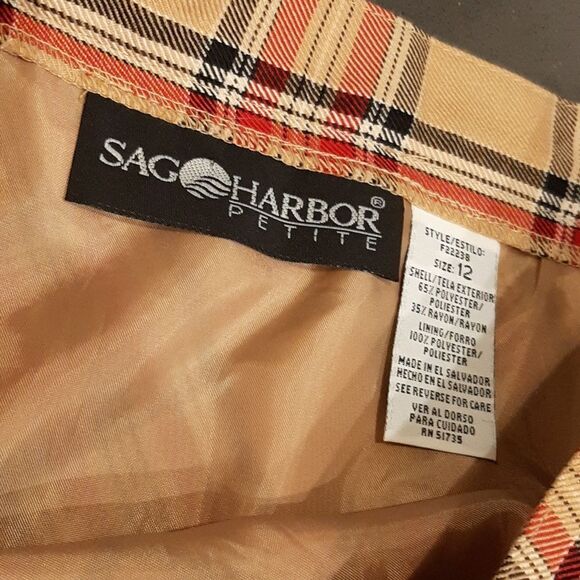 SAG HARBOR®
PETITE
STYLE/ESTILO:
F22238
SIZE: 12
SHELL/TELA EXTERIOR
65% POLYESTER/
POLIESTER
35% RAYON/RAYON
LINING/FORRO
100% POLYESTER/
POLIESTER
MADE IN EL SALVADOR
HECHO EN EL SALVADOR
SEE REVERSE FOR CARE
VER AL DORSO
PARA CUIDADO
RN 51735